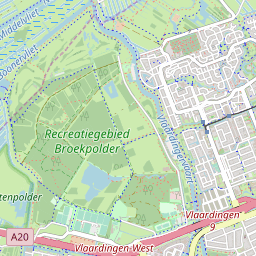 Middelvliet
Boonervliet
Recreatiegebied
Broekpolder
Vlaardingervaart
tenpolder
Vlaardingen
9
A20
Vlaardingen-West